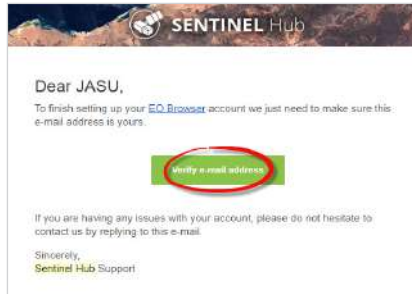 SENTINEL Hub
Dear JASU,
To finish setting up your EO Browser account we just need to make sure this
e-mail address is yours.
Verify e-mail address
If you are having any issues with your account, please do not hesitate to
contact us by replying to this e-mail.
Sincerely,
Sentinel Hub Support